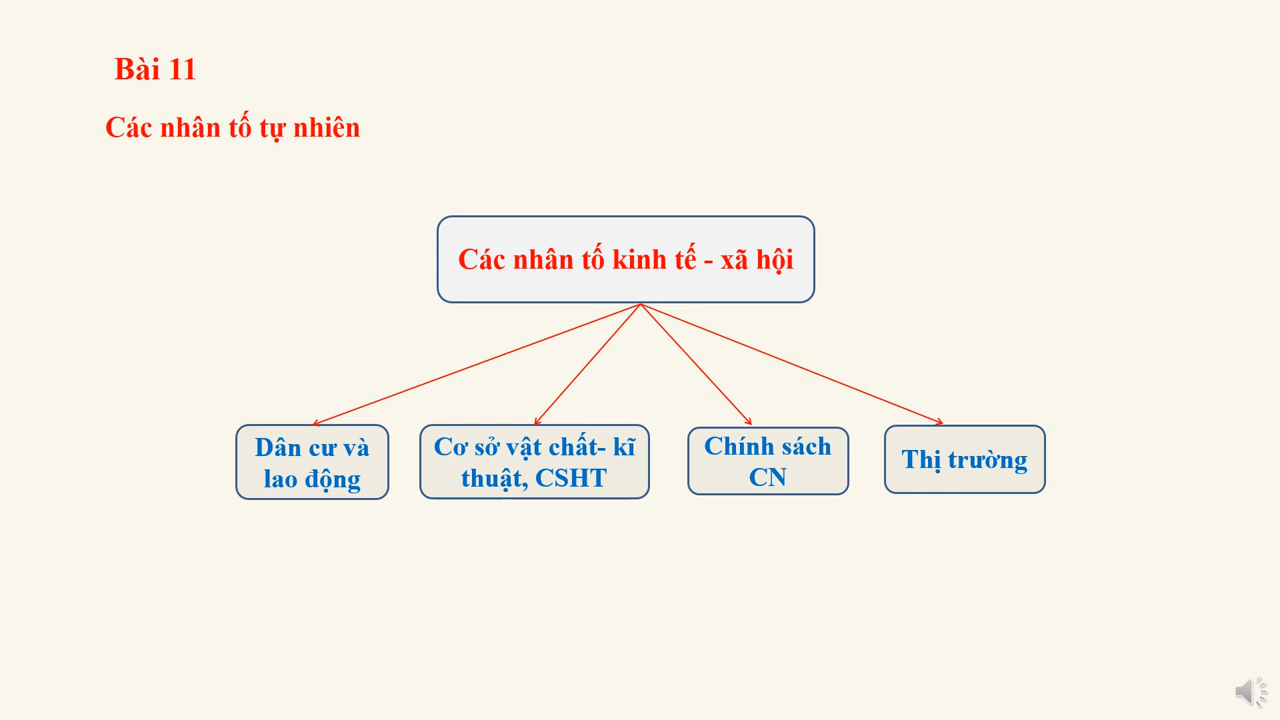 Bài 11
Các nhân tố tự nhiên
Các nhân tố kinh tế - xã hội
Dân cư và
lao động
Cơ sở vật chất- kĩ
thuật, CSHT
Chính sách
CN
Thị trường